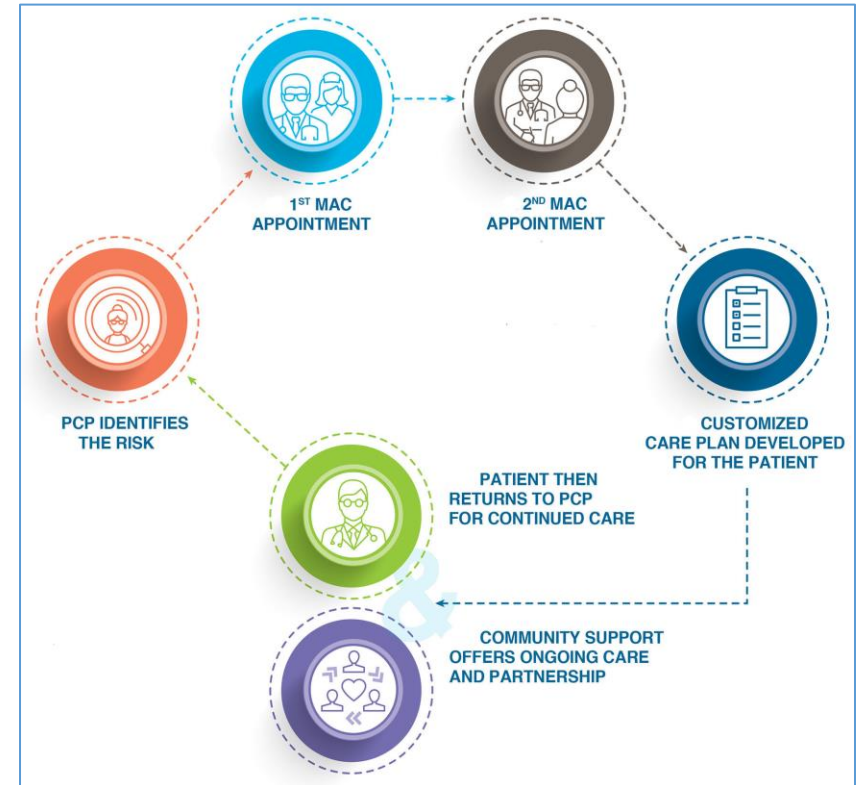 1ST MAC
APPOINTMENT
2ND MAC
APPOINTMENT
PCP IDENTIFIES
THE RISK
CUSTOMIZED
CARE PLAN DEVELOPED
FOR THE PATIENT
PATIENT THEN
RETURNS TO PCP
FOR CONTINUED CARE
&
COMMUNITY SUPPORT
OFFERS ONGOING CARE
AND PARTNERSHIP